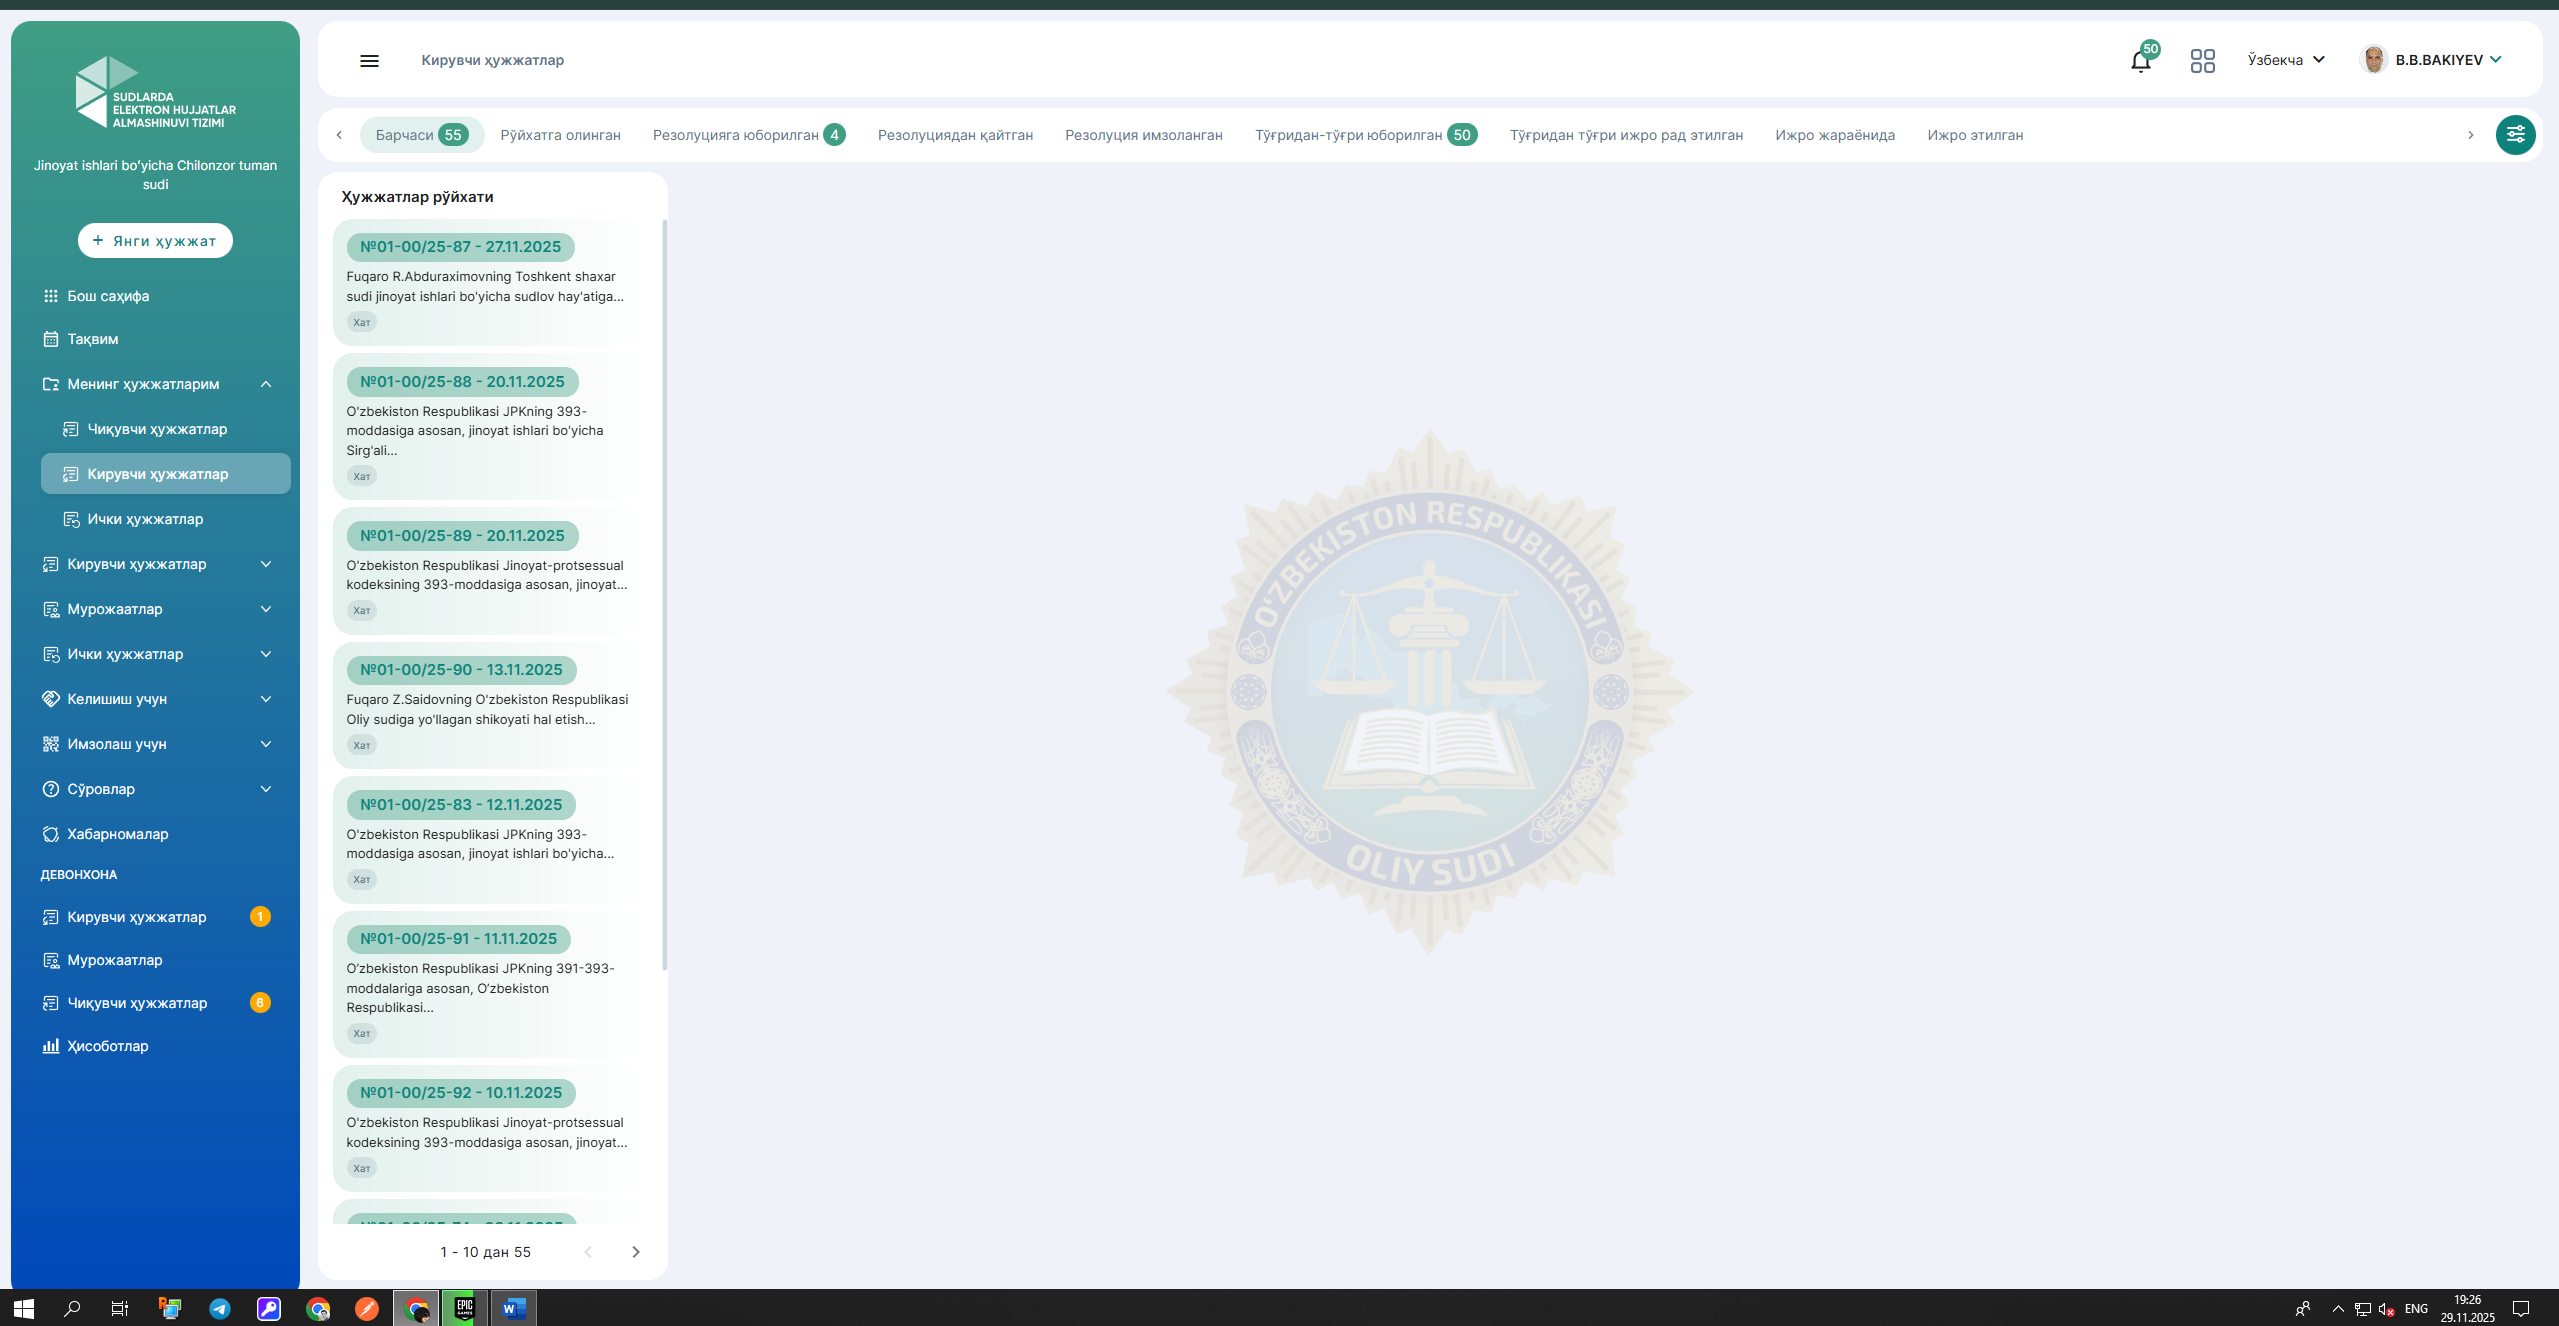 SUDLARDA
ELEKTRON HUJJATLAR
ALMASHINUVI TIZIMI
Jinoyat ishlari bo'yicha Chilonzor tuman
sudi
+ Янги ҳужжат
Бош саҳифа
Тақвим
Менинг ҳужжатларим
Чиқувчи ҳужжатлар
Кирувчи ҳужжатлар
Ички ҳужжатлар
Кирувчи ҳужжатлар
Мурожаатлар
Ички ҳужжатлар
Келишиш учун
Имзолаш учун
Сўровлар
Хабарномалар
ДЕВОНХОНА
Кирувчи ҳужжатлар 1
Мурожаатлар
Чиқувчи ҳужжатлар 6
Ҳисоботлар
Кирувчи ҳужжатлар
50
Ўзбекча
B.B.BAKIYEV
Барчаси 55 Рўйхатга олинган Резолуцияга юборилган 4 Резолуциядан қайтган Резолуция имзоланган Тўғридан-тўғри юборилган 50 Тўғридан тўғри ижро рад этилган Ижро жараёнида Ижро этилган
Ҳужжатлар рўйхати
№01-00/25-87 - 27.11.2025
Fuqaro R.Abduraximovning Toshkent shaxar
sudi jinoyat ishlari bo'yicha sudlov hay'atiga...
Хат
№01-00/25-88 - 20.11.2025
O'zbekiston Respublikasi JPKning 393-
moddasiga asosan, jinoyat ishlari bo'yicha
Sirg'ali...
Хат
№01-00/25-89 - 20.11.2025
O'zbekiston Respublikasi Jinoyat-protsessual
kodeksining 393-moddasiga asosan, jinoyat...
Хат
№01-00/25-90 - 13.11.2025
Fuqaro Z.Saidovning O'zbekiston Respublikasi
Oliy sudiga yo'llagan shikoyati hal etish...
Хат
№01-00/25-83 - 12.11.2025
O'zbekiston Respublikasi JPKning 393-
moddasiga asosan, jinoyat ishlari bo'yicha...
Хат
№01-00/25-91 - 11.11.2025
O'zbekiston Respublikasi JPKning 391-393-
moddalariga asosan, O'zbekiston
Respublikasi...
Хат
№01-00/25-92 - 10.11.2025
O'zbekiston Respublikasi Jinoyat-protsessual
kodeksining 393-moddasiga asosan, jinoyat...
Хат
1 - 10 дан 55
O'ZBEKISTON RESPUBLIKASI
OLIY SUDI
EPIC
GAMES
W
ENG
19:26
29.11.2025